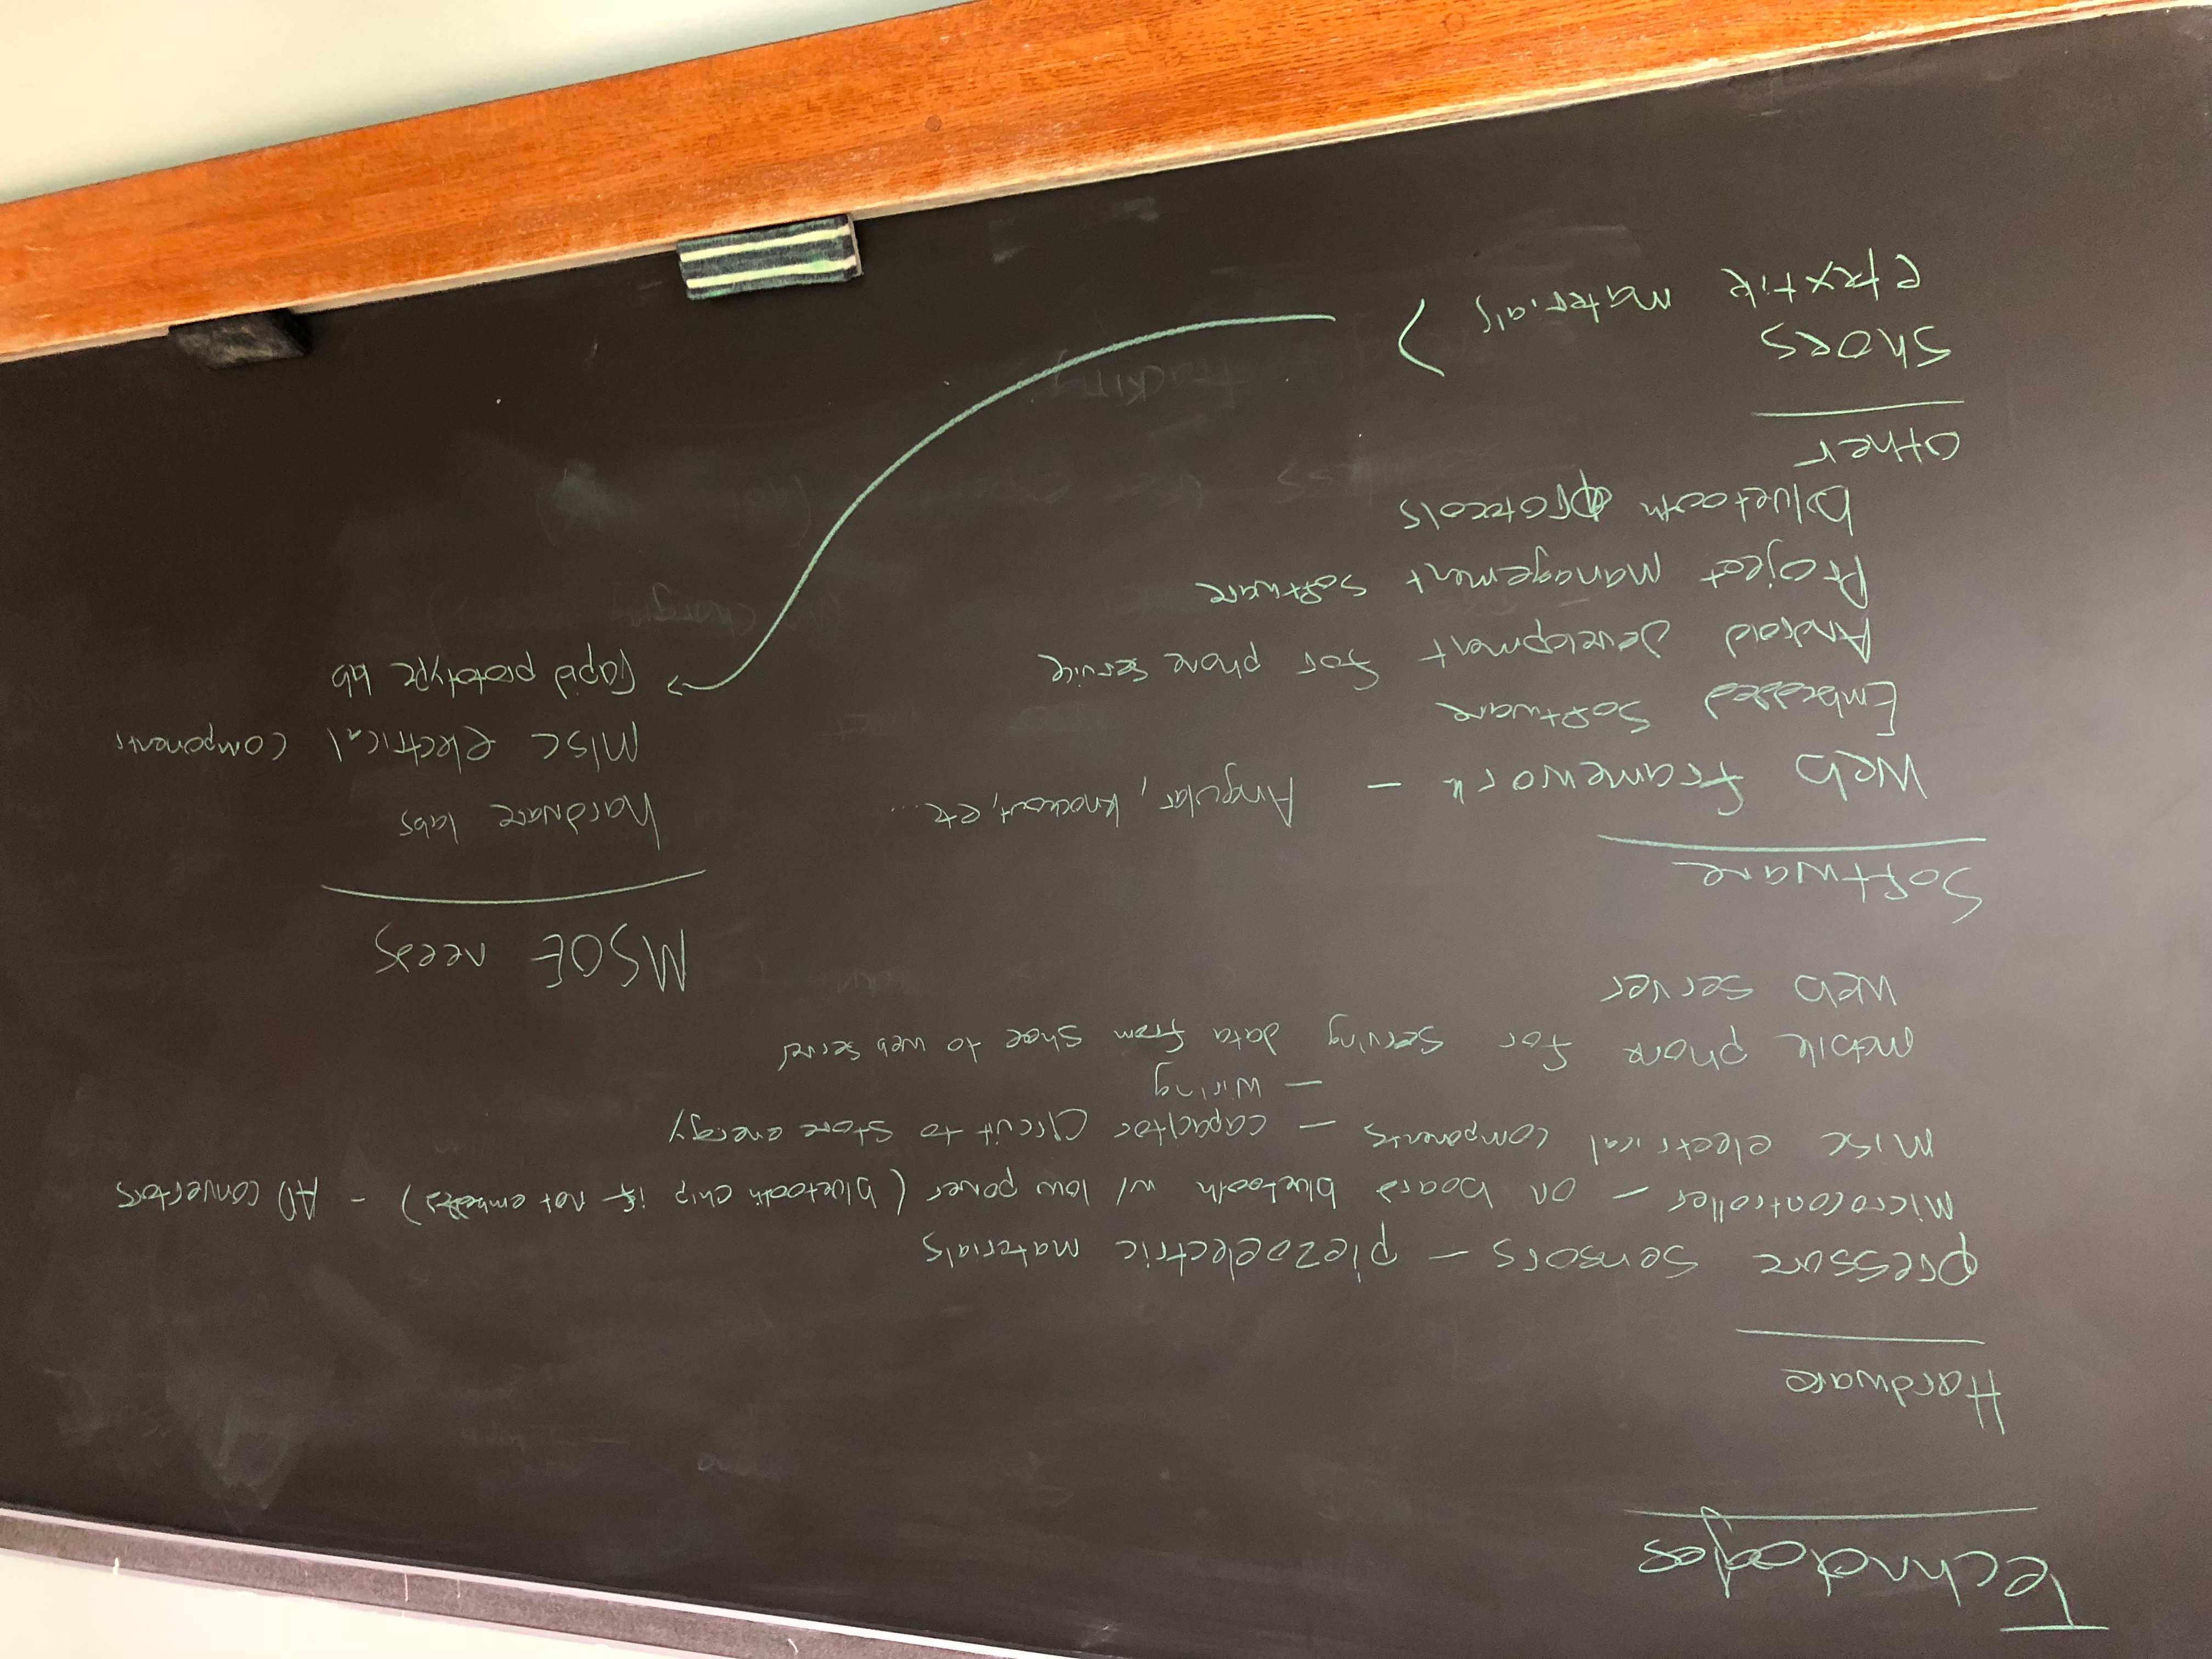 Technologies
Hardware
pressure sensors – piezoelectric materials
Microcontroller – on board bluetooth w/ low power (bluetooth chip if not embedded) – AD convertors
misc electrical components – capacitor circuit to store energy
– wiring
mobile phone for serving data from shoe to web server
Web server
Software
Web framework – Angular, knockout, etc...
Embedded Software
Android development for phone service
Project management software
bluetooth protocols
Other
Shoes
etextile materials
MSOE needs
hardware labs
misc electrical components
rapid prototype lab
tracking